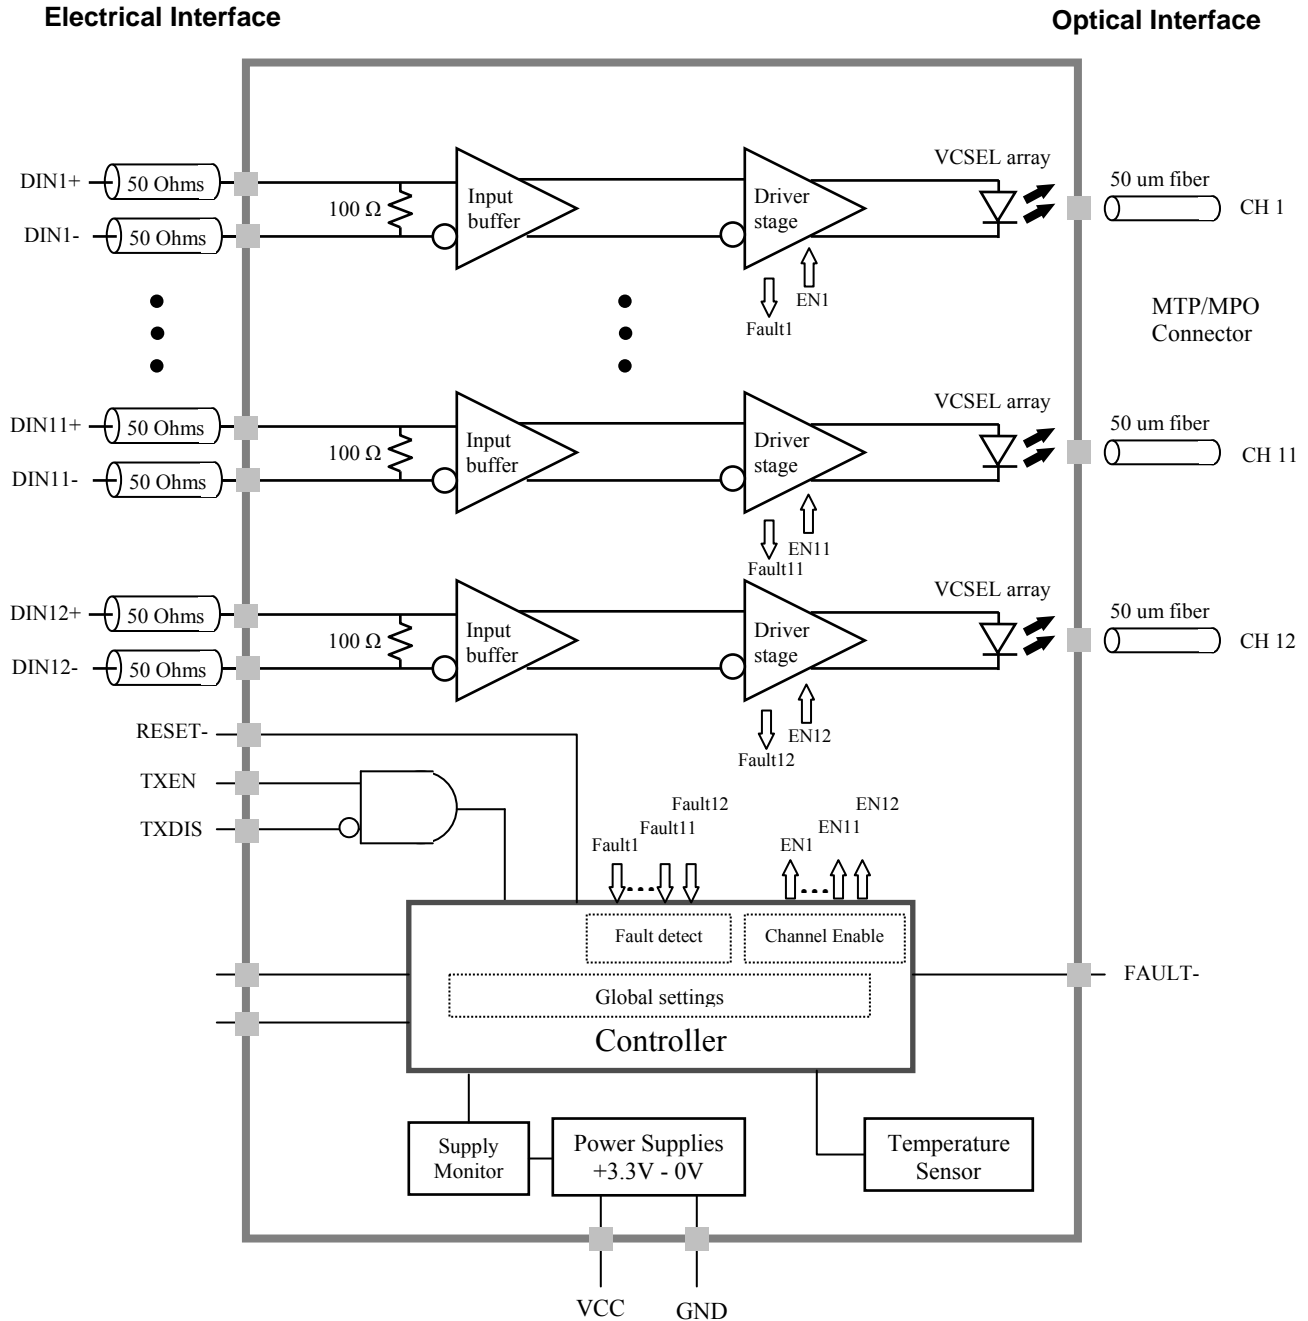 Electrical Interface
Optical Interface
DIN1+
50 Ohms
DIN1-
50 Ohms
100 Ω
Input
buffer
Driver
stage
VCSEL array
50 um fiber
CH 1
Fault1
EN1
MTP/MPO
Connector
DIN11+
50 Ohms
DIN11-
50 Ohms
100 Ω
Input
buffer
Driver
stage
VCSEL array
50 um fiber
CH 11
Fault11
EN11
DIN12+
50 Ohms
DIN12-
50 Ohms
100 Ω
Input
buffer
Driver
stage
VCSEL array
50 um fiber
CH 12
Fault12
EN12
RESET-
TXEN
TXDIS
Fault1
Fault11
Fault12
EN1
EN11
EN12
Fault detect
Channel Enable
Global settings
Controller
FAULT-
Supply
Monitor
Power Supplies
+3.3V - 0V
Temperature
Sensor
VCC
GND